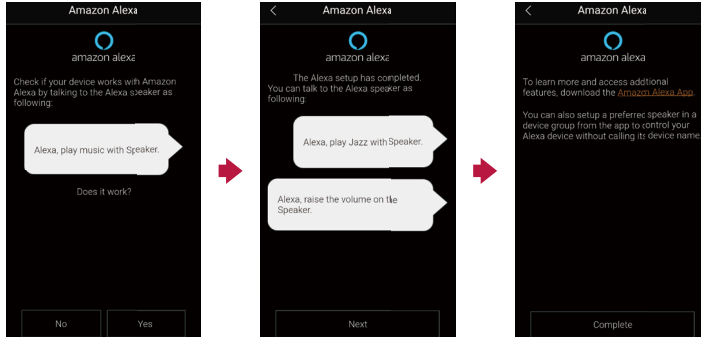 Amazon Alexa
amazon alexa
Check if your device works with Amazon
Alexa by talking to the Alexa speaker as
following:
Alexa, play music with Speaker.
Does it work?
No
Yes
Amazon Alexa
amazon alexa
The Alexa setup has completed.
You can talk to the Alexa speaker as
following:
Alexa, play Jazz with Speaker.
Alexa, raise the volume on the
Speaker.
Next
Amazon Alexa
amazon alexa
To learn more and access addtional
features, download the Amazon Alexa App.
You can also setup a preferred speaker in a
device group from the app to control your
Alexa device without calling its device name
Complete